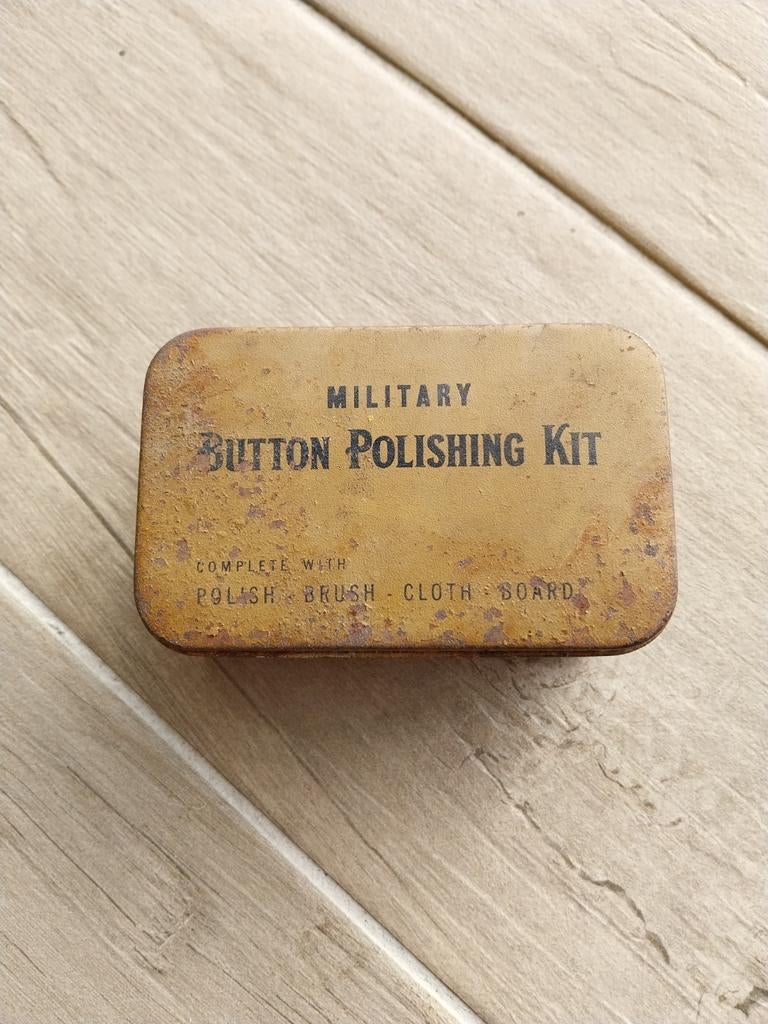 MILITARY
BUTTON POLISHING KIT
COMPLETE WITH
POLISH - BRUSH - CLOTH - BOARD